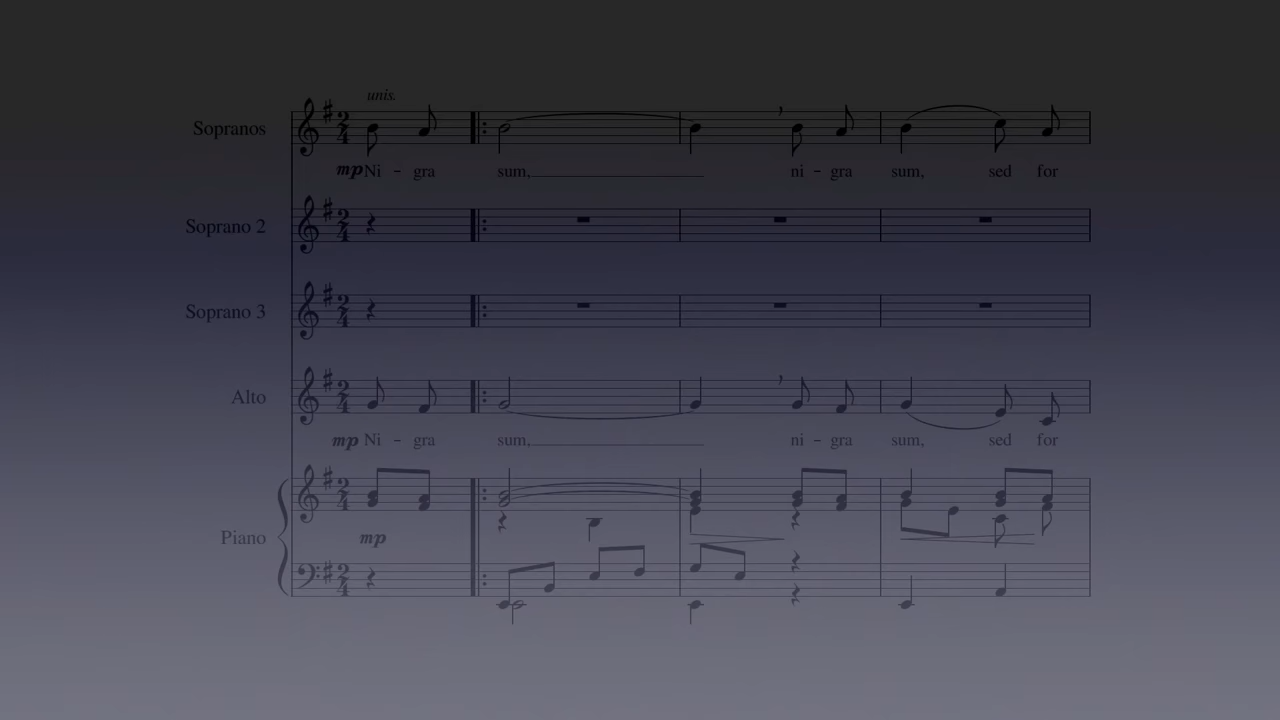 unis.
Sopranos
mp Ni - gra sum, ni - gra sum, sed for
Soprano 2
Soprano 3
Alto
mp Ni - gra sum, ni - gra sum, sed for
Piano
mp